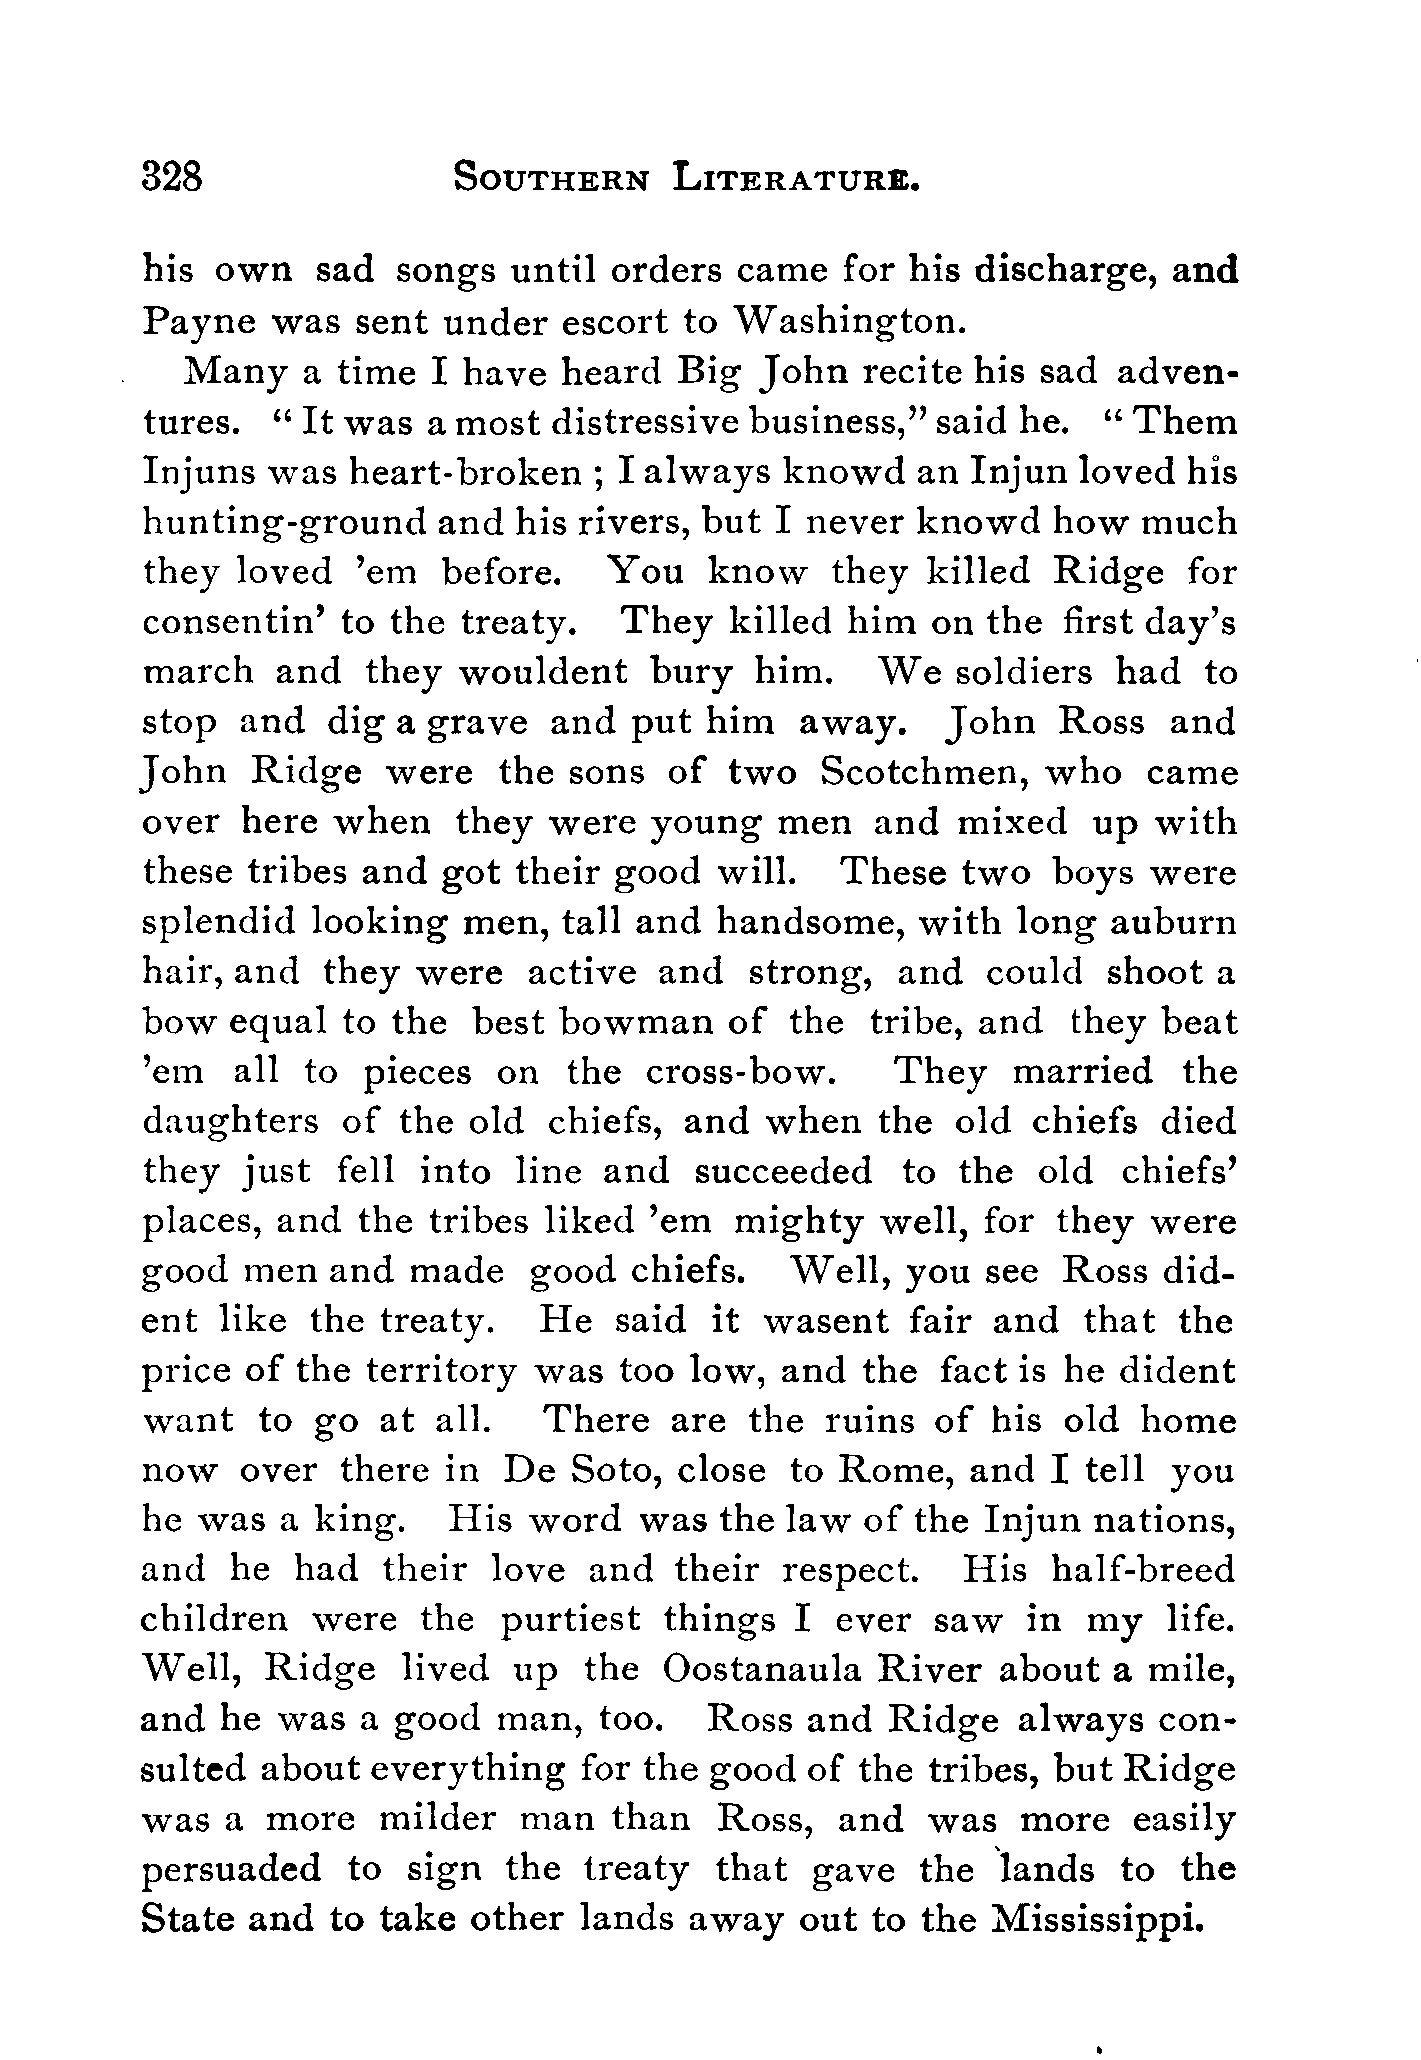 328 SOUTHERN LITERATURE.
his own sad songs until orders came for his discharge, and
Payne was sent under escort to Washington.
Many a time I have heard Big John recite his sad adven-
tures. “ It was a most distressive business,” said he. “ Them
Injuns was heart-broken ; I always knowd an Injun loved his
hunting-ground and his rivers, but I never knowd how much
they loved ’em before. You know they killed Ridge for
consentin’ to the treaty. They killed him on the first day’s
march and they wouldent bury him. We soldiers had to
stop and dig a grave and put him away. John Ross and
John Ridge were the sons of two Scotchmen, who came
over here when they were young men and mixed up with
these tribes and got their good will. These two boys were
splendid looking men, tall and handsome, with long auburn
hair, and they were active and strong, and could shoot a
bow equal to the best bowman of the tribe, and they beat
’em all to pieces on the cross-bow. They married the
daughters of the old chiefs, and when the old chiefs died
they just fell into line and succeeded to the old chiefs’
places, and the tribes liked ’em mighty well, for they were
good men and made good chiefs. Well, you see Ross did-
ent like the treaty. He said it wasent fair and that the
price of the territory was too low, and the fact is he dident
want to go at all. There are the ruins of his old home
now over there in De Soto, close to Rome, and I tell you
he was a king. His word was the law of the Injun nations,
and he had their love and their respect. His half-breed
children were the purtiest things I ever saw in my life.
Well, Ridge lived up the Oostanaula River about a mile,
and he was a good man, too. Ross and Ridge always con-
sulted about everything for the good of the tribes, but Ridge
was a more milder man than Ross, and was more easily
persuaded to sign the treaty that gave the lands to the
State and to take other lands away out to the Mississippi.